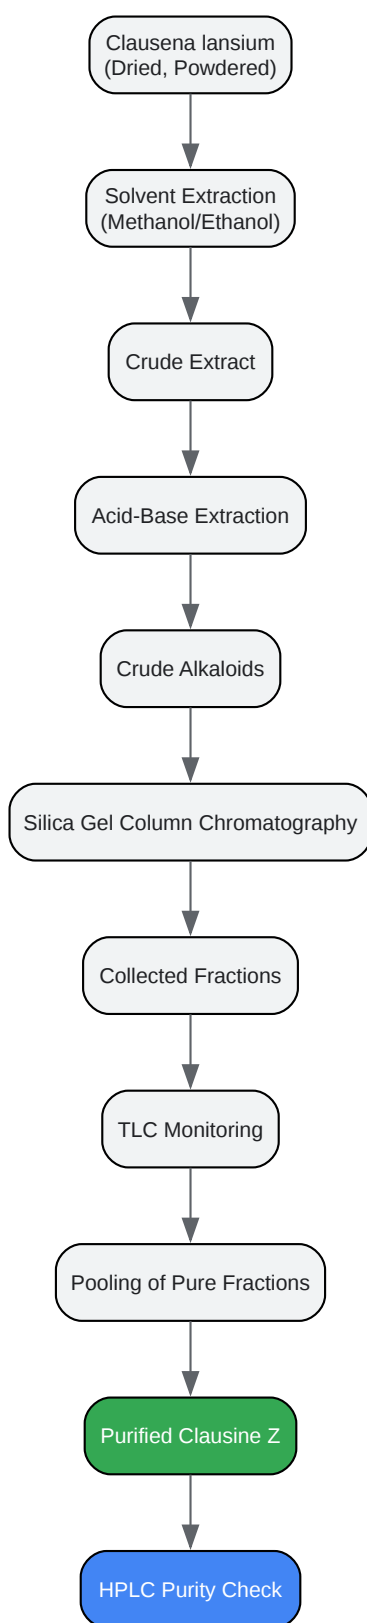 Clausena lansium
(Dried, Powdered)
Solvent Extraction
(Methanol/Ethanol)
Crude Extract
Acid-Base Extraction
Crude Alkaloids
Silica Gel Column Chromatography
Collected Fractions
TLC Monitoring
Pooling of Pure Fractions
Purified Clausine Z
HPLC Purity Check